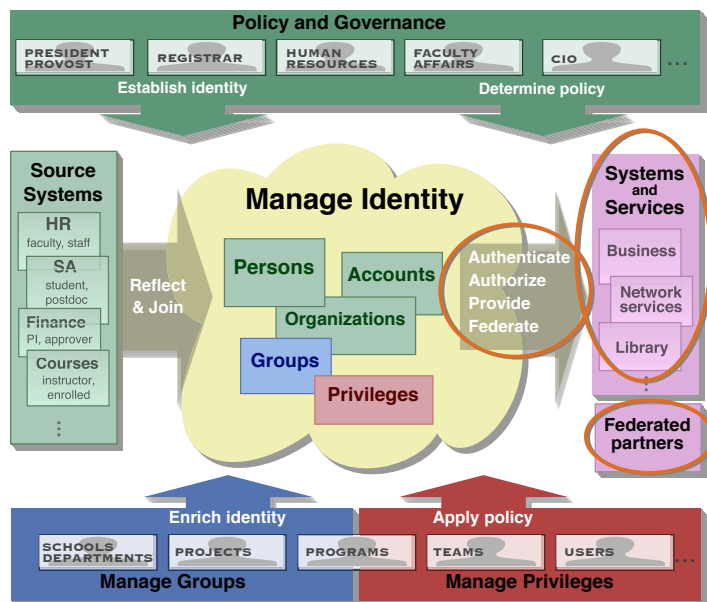 Policy and Governance
PRESIDENT
PROVOST
REGISTRAR
HUMAN
RESOURCES
FACULTY
AFFAIRS
CIO
...
Establish identity
Determine policy
Source
Systems
HR
faculty, staff
SA
student,
postdoc
Finance
PI, approver
Courses
instructor,
enrolled
...
Reflect
& Join
Manage Identity
Persons
Accounts
Organizations
Groups
Privileges
Authenticate
Authorize
Provide
Federate
Systems
and
Services
Business
Network
services
Library
...
Federated
partners
Enrich identity
Apply policy
SCHOOLS
DEPARTMENTS
PROJECTS
PROGRAMS
TEAMS
USERS
...
Manage Groups
Manage Privileges